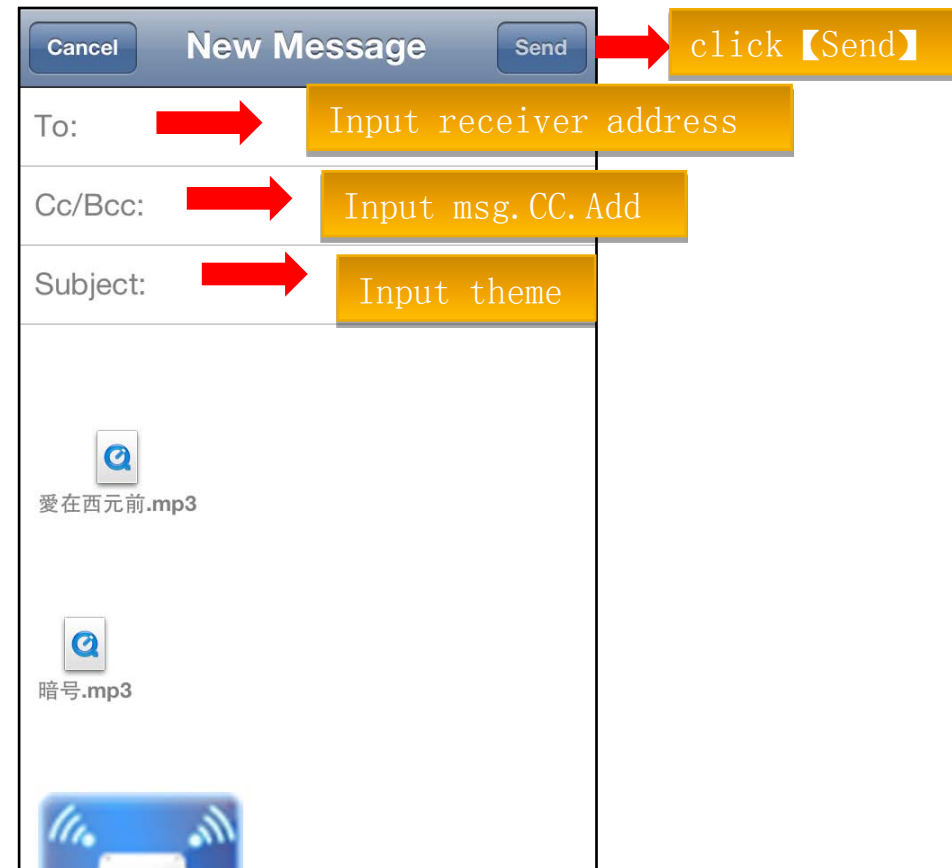 Cancel New Message Send click【Send】
To: Input receiver address
Cc/Bcc: Input msg.CC.Add
Subject: Input theme
愛在西元前.mp3
暗号.mp3